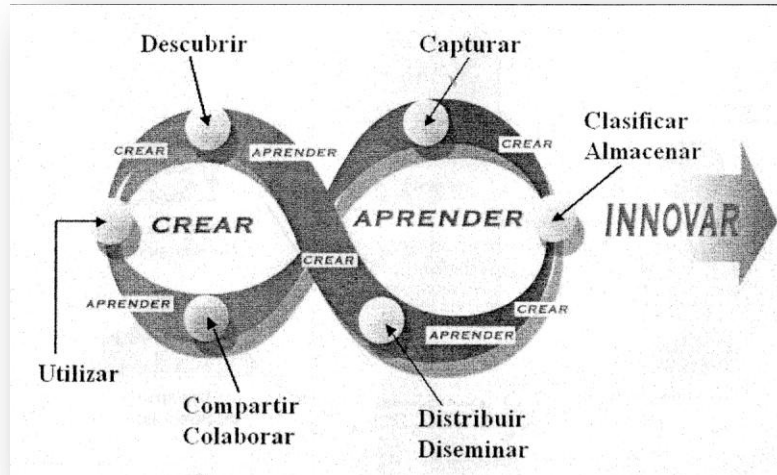 Descubrir
Capturar
Clasificar
Almacenar
CREAR
APRENDER
CREAR
CREAR
APRENDER
INNOVAR
CREAR
APRENDER
CREAR
APRENDER
Utilizar
Compartir
Colaborar
Distribuir
Diseminar